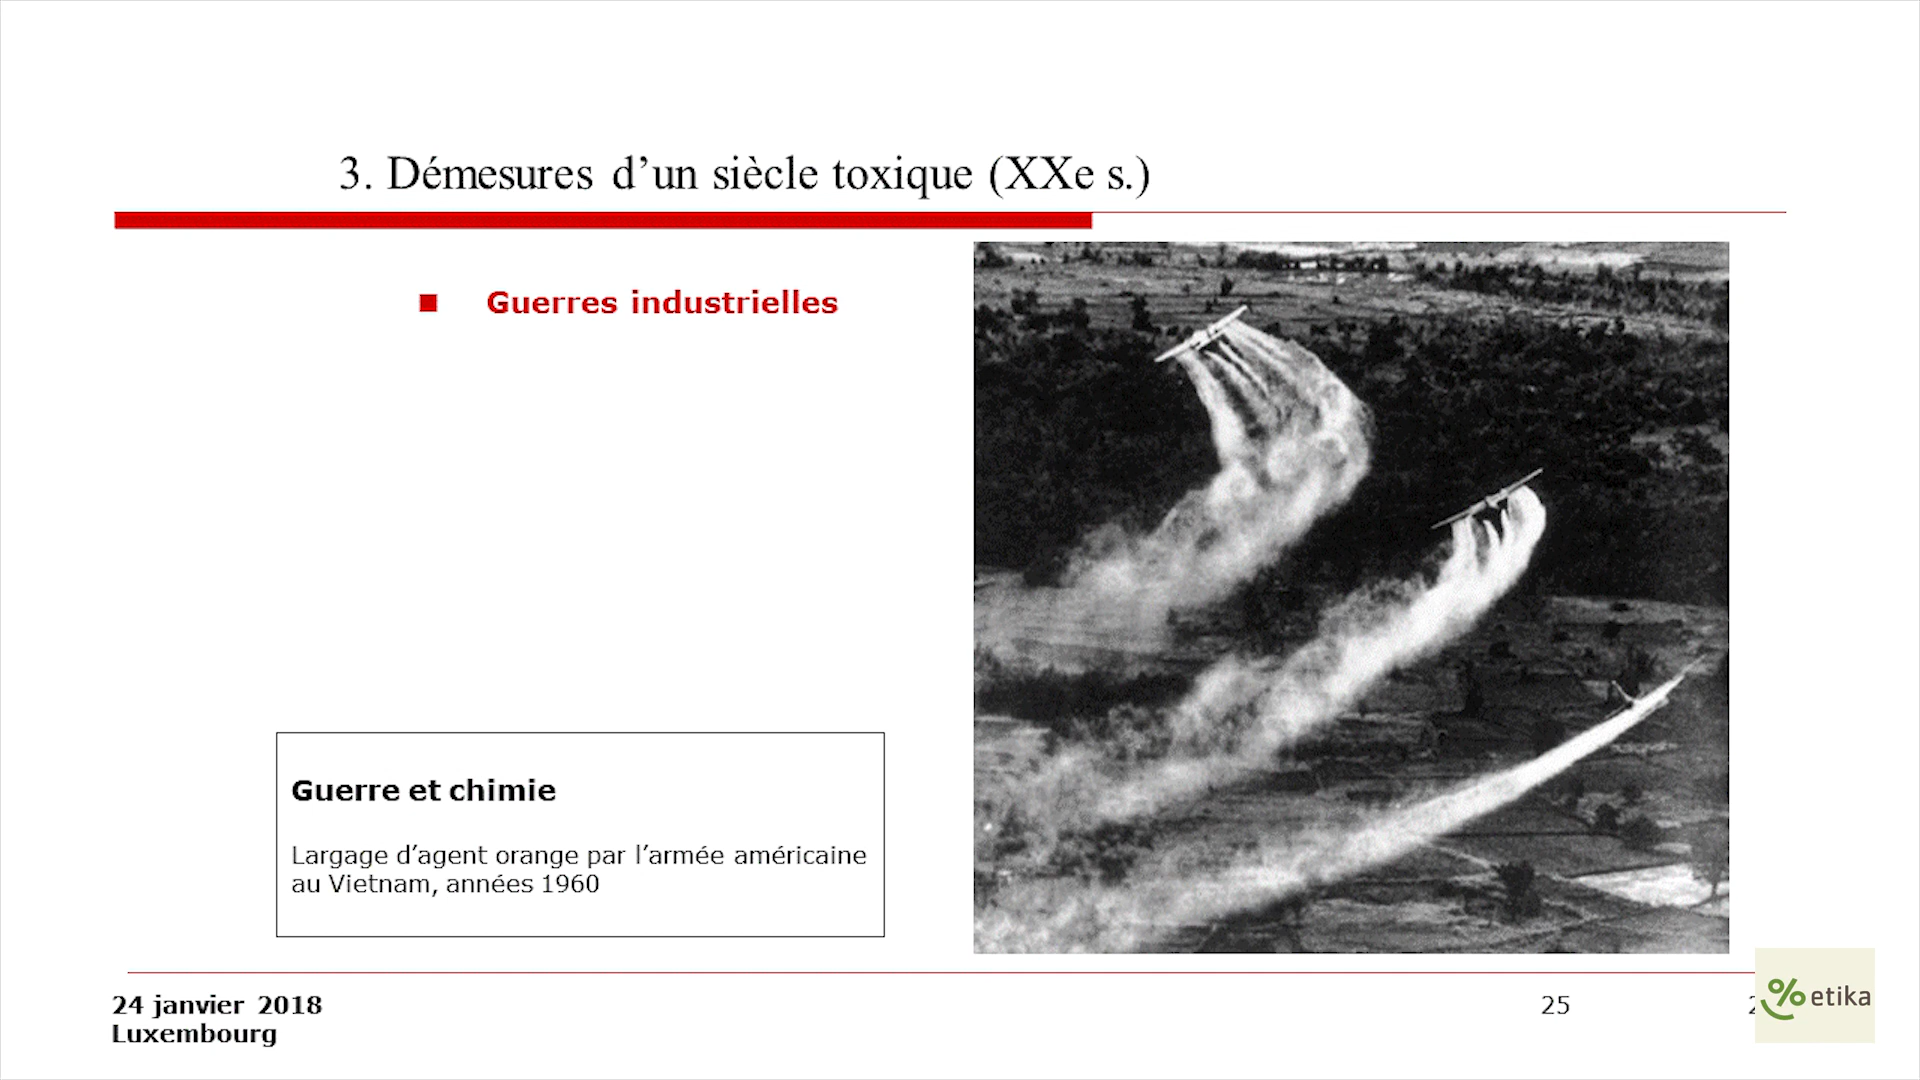 3. Démesures d’un siècle toxique (XXe s.)
Guerres industrielles
Guerre et chimie
Largage d’agent orange par l’armée américaine
au Vietnam, années 1960
24 janvier 2018
Luxembourg
25
% etika